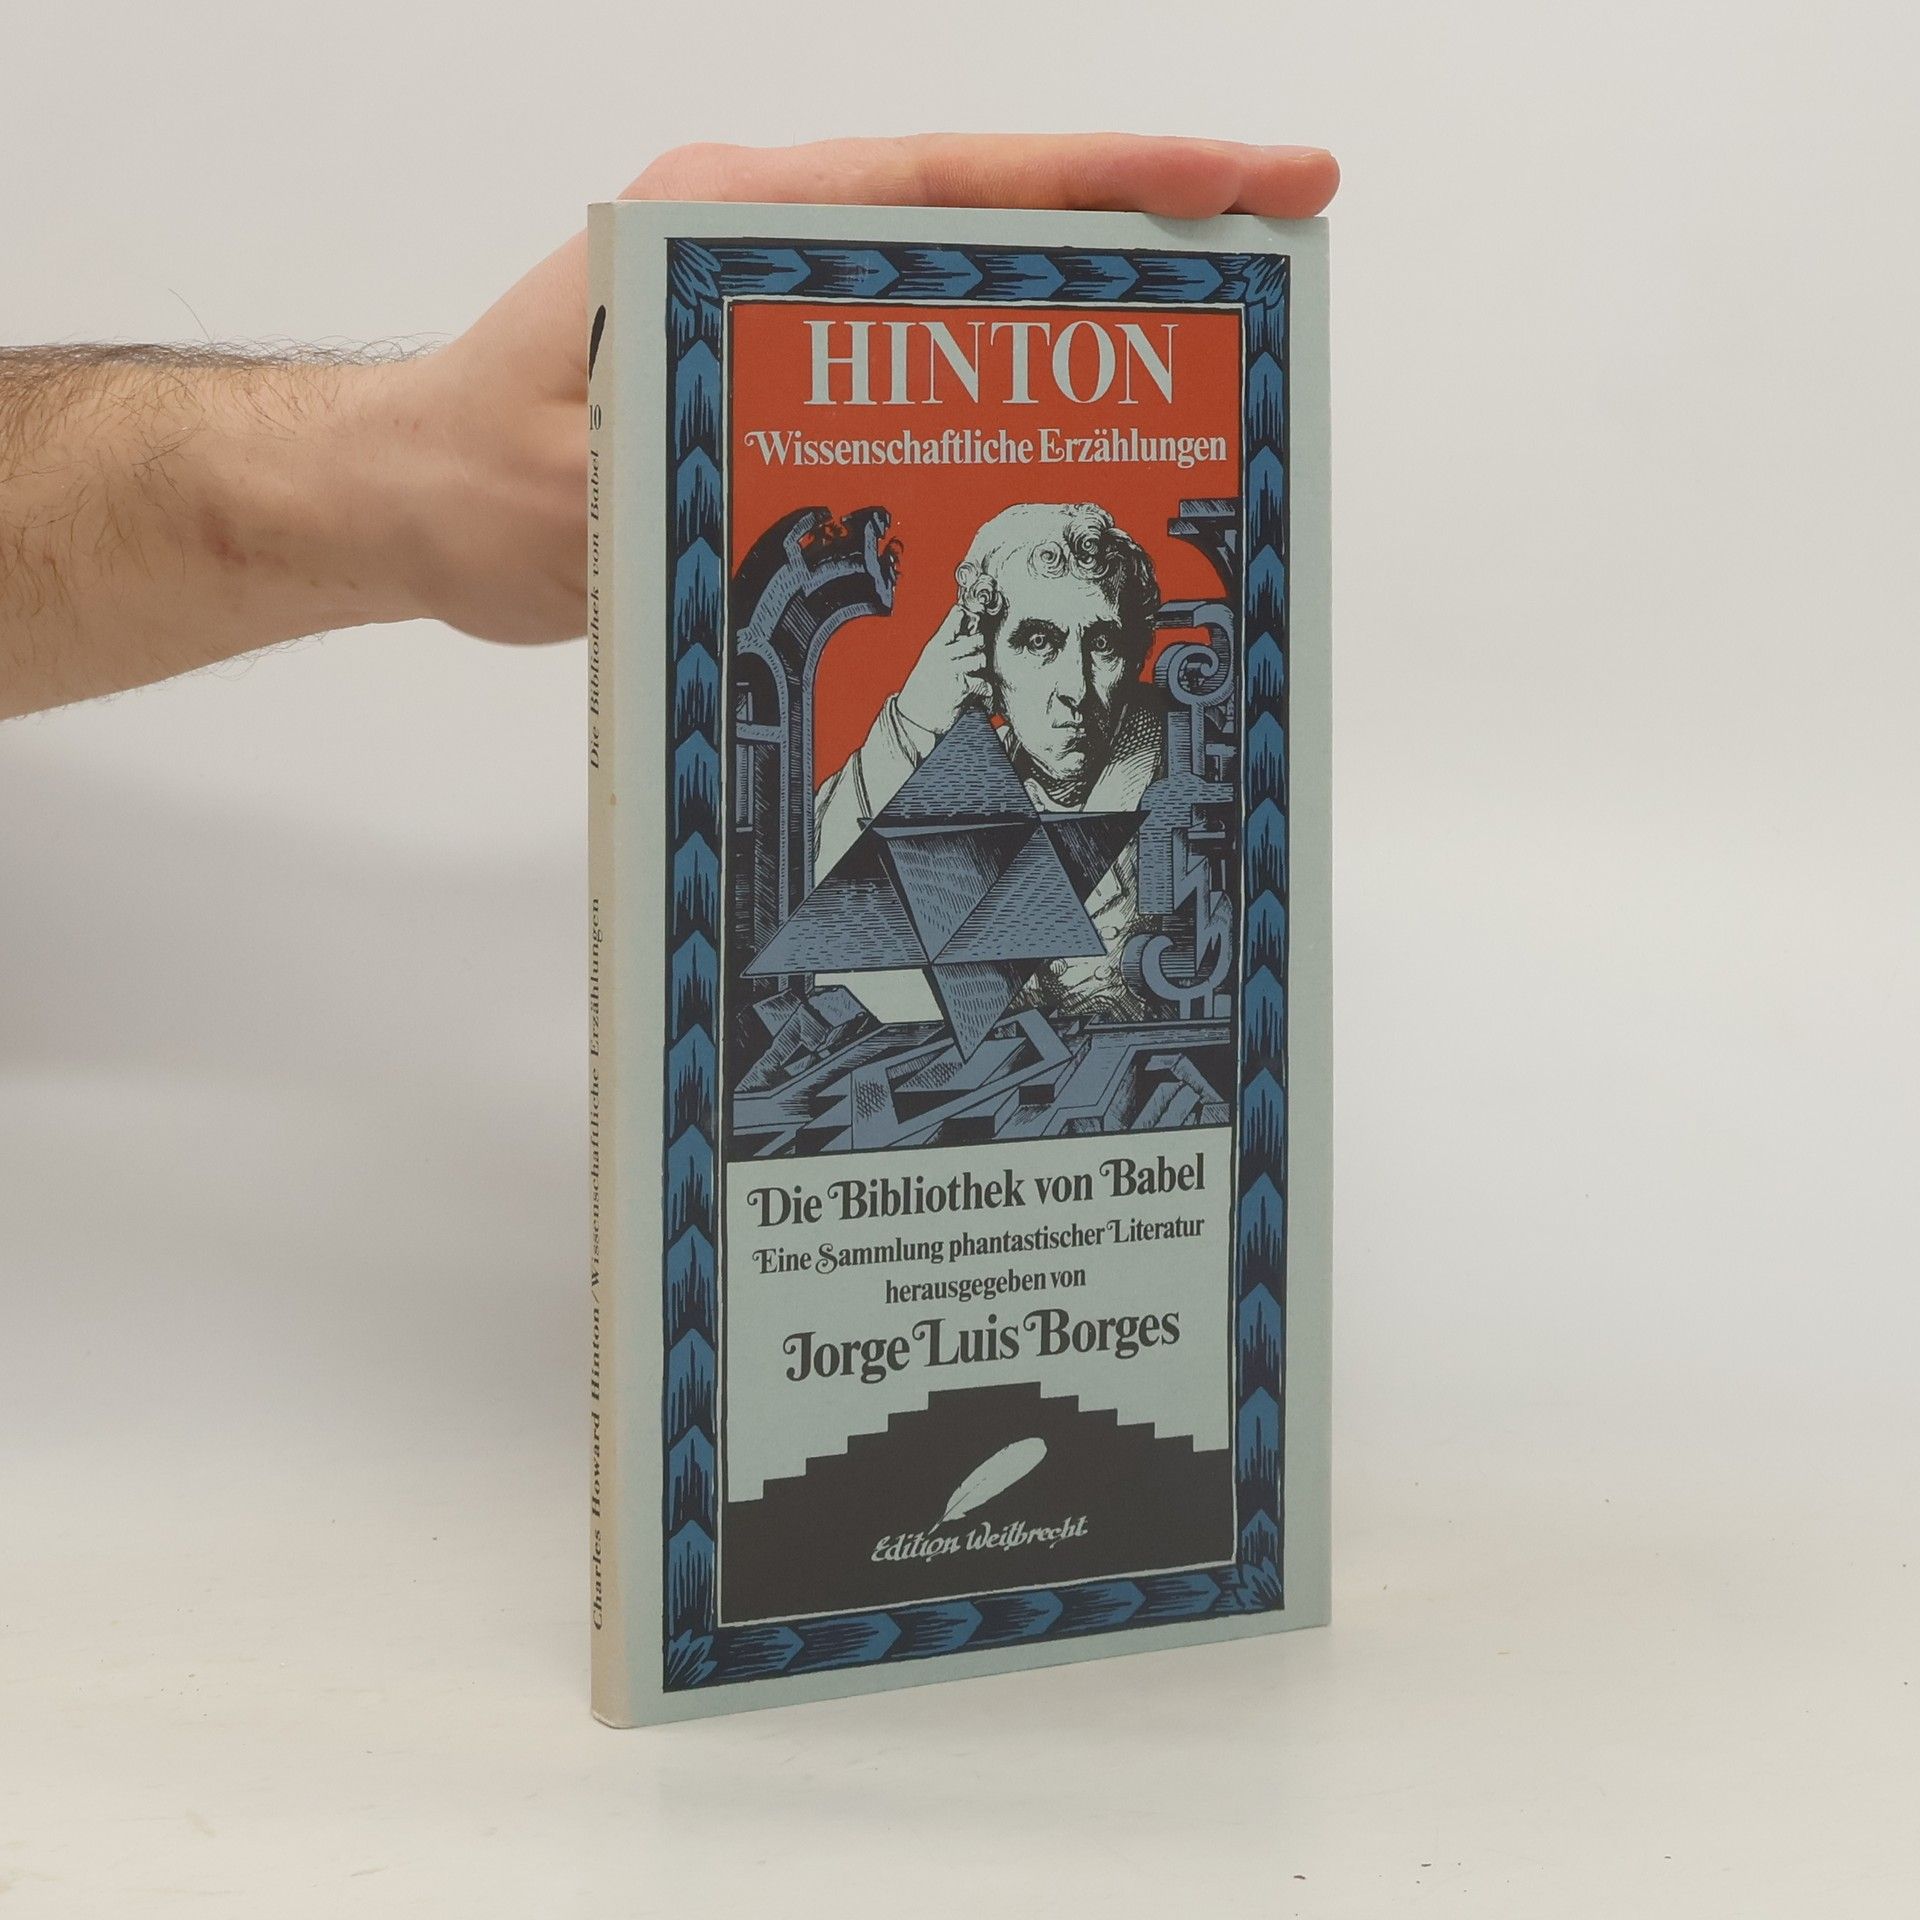 HINTON
Wissenschaftliche Erzählungen
Die Bibliothek von Babel
Eine Sammlung phantastischer Literatur
herausgegeben von
Jorge Luis Borges
Edition Weitbrecht
Charles Howard Hinton/Wissenschaftliche Erzählungen Die Bibliothek von Babel 10